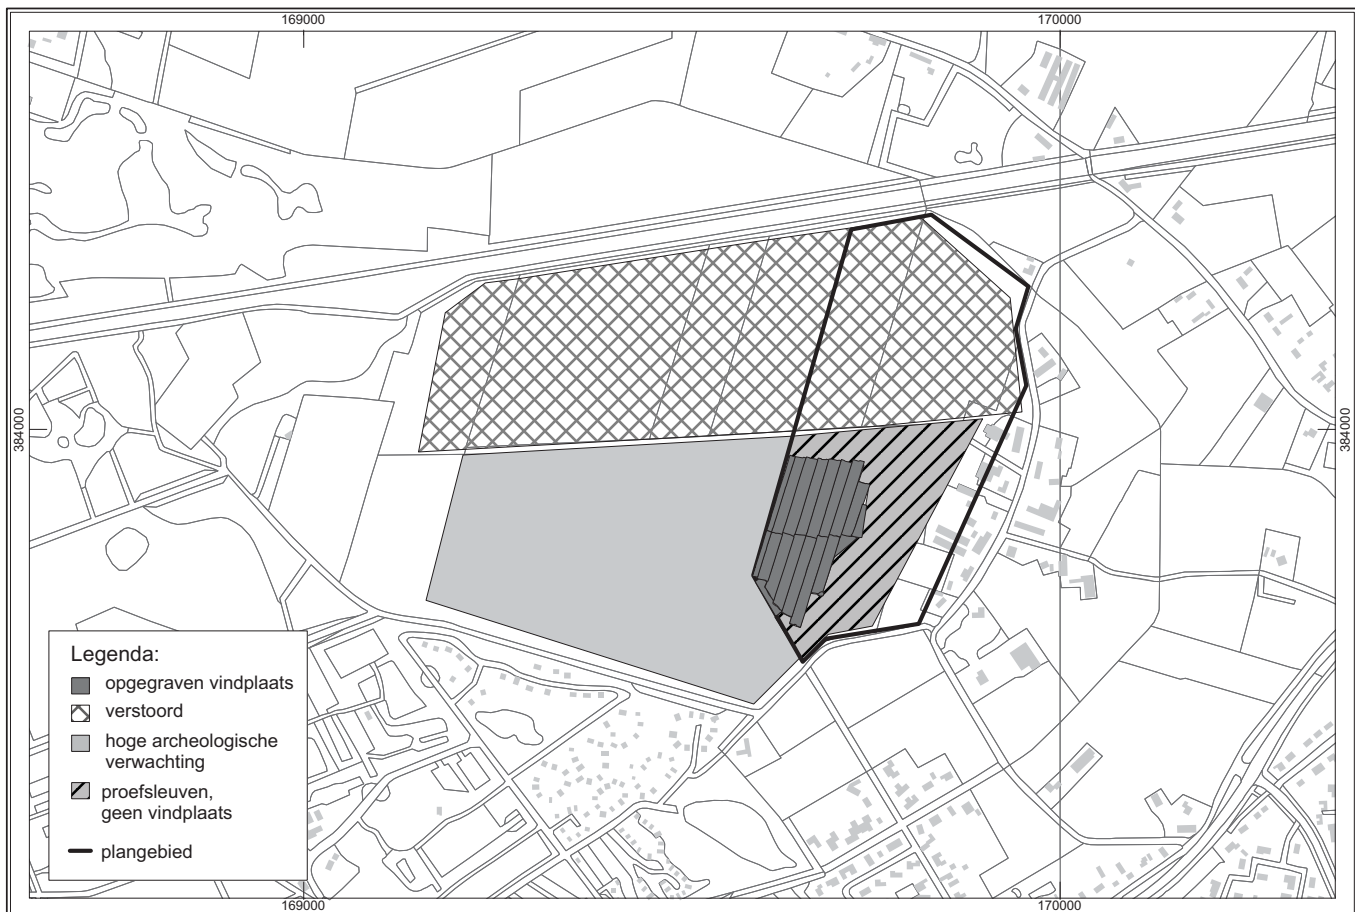 169000
170000
384000
384000
Legenda:
opgegraven vindplaats
verstoord
hoge archeologische
verwachting
proefsleuven,
geen vindplaats
plangebied
169000
170000